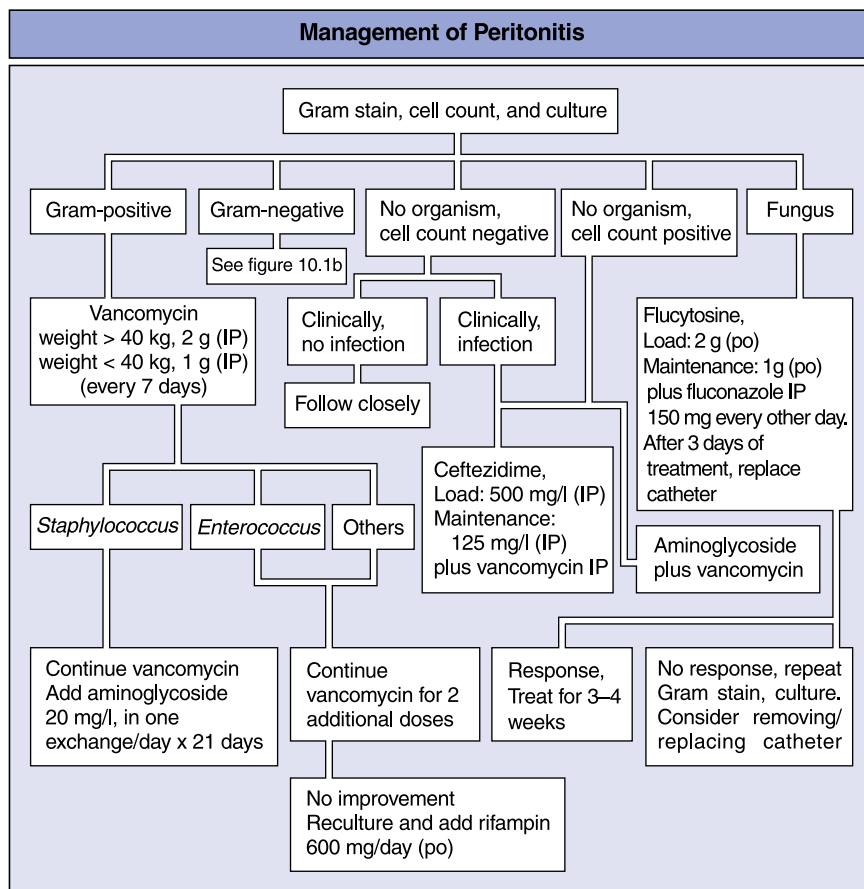 Management of Peritonitis
Gram stain, cell count, and culture
Gram-positive
Gram-negative
No organism,
cell count negative
No organism,
cell count positive
Fungus
See figure 10.1b
Vancomycin
weight > 40 kg, 2 g (IP)
weight < 40 kg, 1 g (IP)
(every 7 days)
Clinically,
no infection
Clinically,
infection
Flucytosine,
Load: 2 g (po)
Maintenance: 1g (po)
plus fluconazole IP
150 mg every other day.
After 3 days of
treatment, replace
catheter
Follow closely
Ceftezidime,
Load: 500 mg/l (IP)
Maintenance:
125 mg/l (IP)
plus vancomycin IP
Staphylococcus
Enterococcus
Others
Aminoglycoside
plus vancomycin
Continue vancomycin
Add aminoglycoside
20 mg/l, in one
exchange/day x 21 days
Continue
vancomycin for 2
additional doses
Response,
Treat for 3–4
weeks
No response, repeat
Gram stain, culture.
Consider removing/
replacing catheter
No improvement
Reculture and add rifampin
600 mg/day (po)